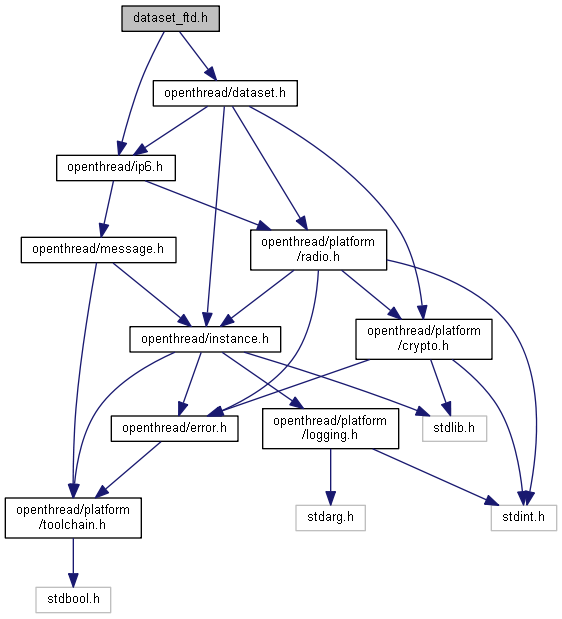 dataset_ftd.h
openthread/dataset.h
openthread/ip6.h
openthread/message.h
openthread/platform
/radio.h
openthread/instance.h
openthread/platform
/crypto.h
openthread/error.h
openthread/platform
/logging.h
stdlib.h
openthread/platform
/toolchain.h
stdarg.h
stdint.h
stdbool.h